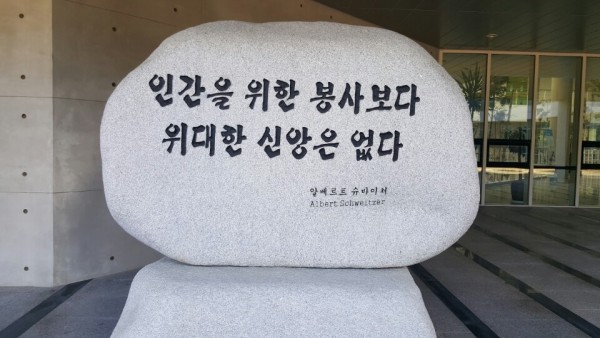 인간을 위한 봉사보다
위대한 신앙은 없다
알베르트 슈바이처
Albert Schweitzer